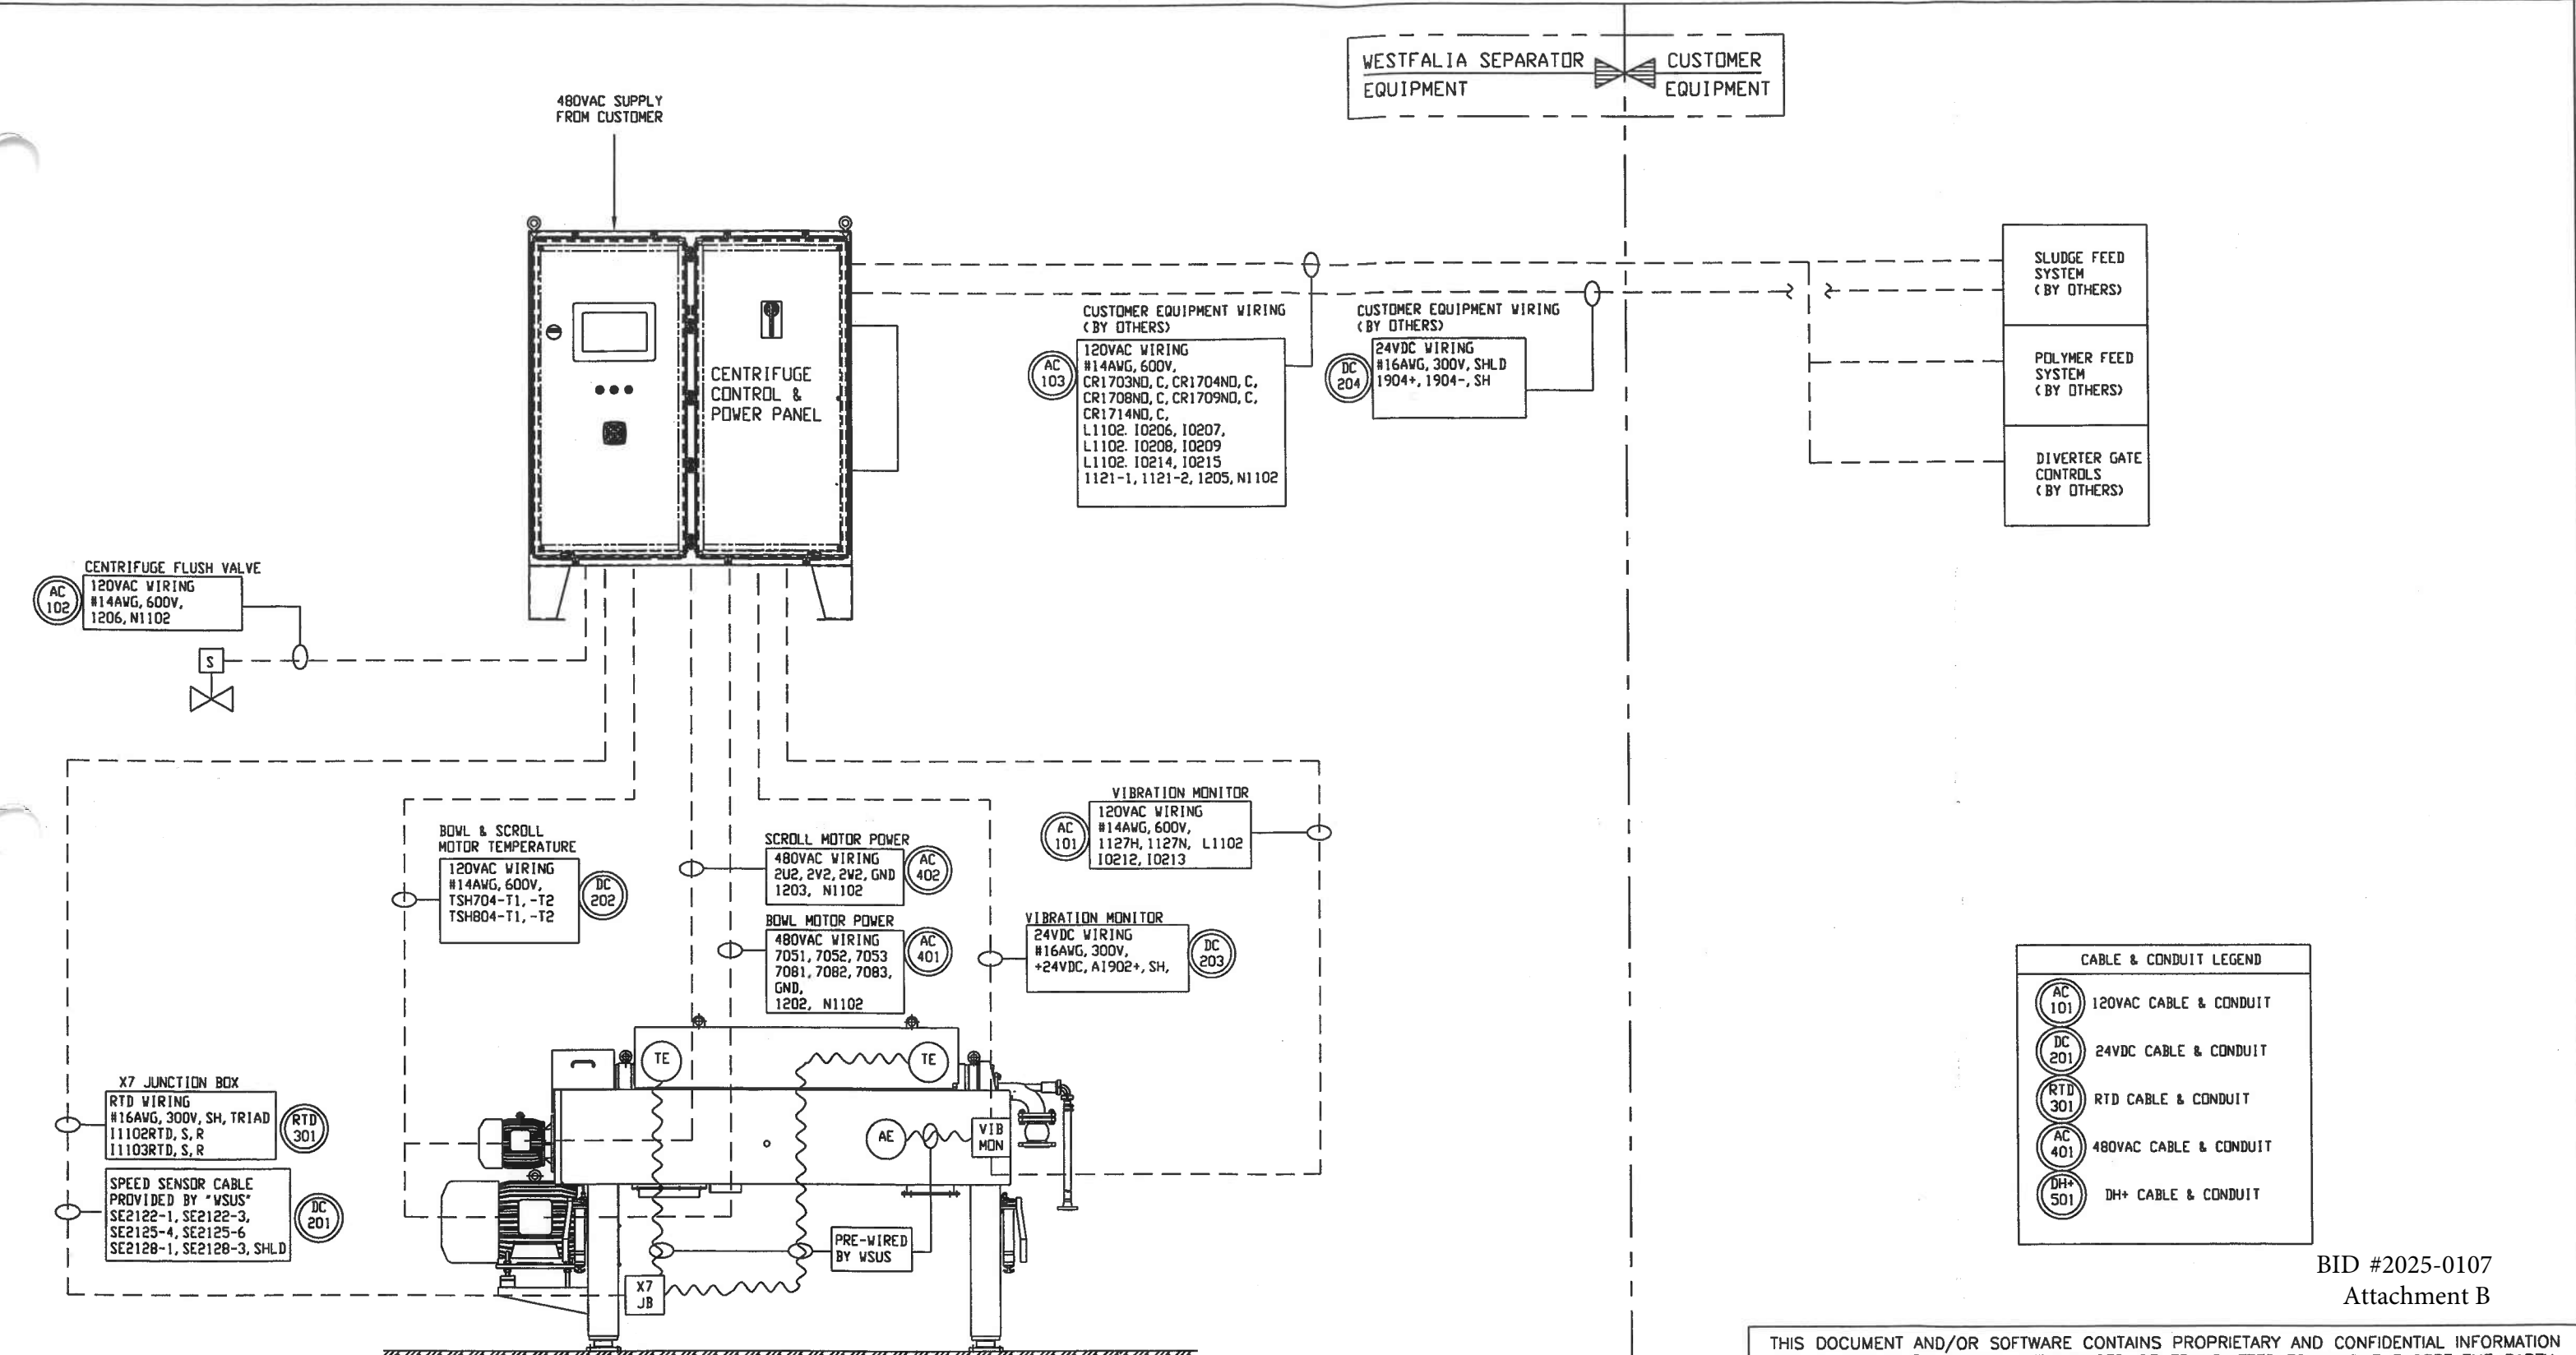 WESTFALIA SEPARATOR
EQUIPMENT
CUSTOMER
EQUIPMENT
480VAC SUPPLY
FROM CUSTOMER
CENTRIFUGE
CONTROL &
POWER PANEL
CUSTOMER EQUIPMENT WIRING
(BY OTHERS)
AC
103
120VAC WIRING
#14AWG, 600V,
CR1703NO, C, CR1704NO, C,
CR1708NO, C, CR1709NO, C,
CR1714NO, C,
L1102. I0206, I0207,
L1102. I0208, I0209
L1102. I0214, I0215
1121-1, 1121-2, 1205, N1102
CUSTOMER EQUIPMENT WIRING
(BY OTHERS)
DC
204
24VDC WIRING
#16AWG, 300V, SHLD
1904+, 1904-, SH
SLUDGE FEED
SYSTEM
(BY OTHERS)
POLYMER FEED
SYSTEM
(BY OTHERS)
DIVERTER GATE
CONTROLS
(BY OTHERS)
CENTRIFUGE FLUSH VALVE
AC
102
120VAC WIRING
#14AWG, 600V,
1206, N1102
S
BOWL & SCROLL
MOTOR TEMPERATURE
120VAC WIRING
#14AWG, 600V,
TSH704-T1, -T2
TSH804-T1, -T2
DC
202
SCROLL MOTOR POWER
480VAC WIRING
2U2, 2V2, 2W2, GND
1203, N1102
AC
402
BOWL MOTOR POWER
480VAC WIRING
7051, 7052, 7053
7081, 7082, 7083,
GND,
1202, N1102
AC
401
VIBRATION MONITOR
AC
101
120VAC WIRING
#14AWG, 600V,
1127H, 1127N, L1102
I0212, I0213
VIBRATION MONITOR
24VDC WIRING
#16AWG, 300V,
+24VDC, AI902+, SH,
DC
203
X7 JUNCTION BOX
RTD WIRING
#16AWG, 300V, SH, TRIAD
I1102RTD, S, R
I1103RTD, S, R
RTD
301
SPEED SENSOR CABLE
PROVIDED BY "WSUS"
SE2122-1, SE2122-3,
SE2125-4, SE2125-6
SE2128-1, SE2128-3, SHLD
DC
201
TE
TE
AE
VIB
MON
PRE-WIRED
BY WSUS
X7
JB
CABLE & CONDUIT LEGEND
AC
101
120VAC CABLE & CONDUIT
DC
201
24VDC CABLE & CONDUIT
RTD
301
RTD CABLE & CONDUIT
AC
401
480VAC CABLE & CONDUIT
DH+
501
DH+ CABLE & CONDUIT
BID #2025-0107
Attachment B
THIS DOCUMENT AND/OR SOFTWARE CONTAINS PROPRIETARY AND CONFIDENTIAL INFORMATION